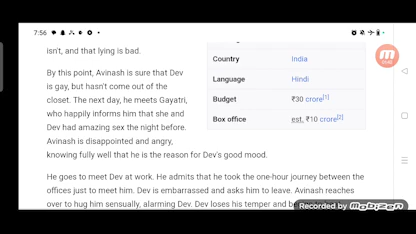 7:56
isn't, and that lying is bad.
By this point, Avinash is sure that Dev
is gay, but hasn't come out of the
closet. The next day, he meets Gayatri,
who happily informs him that she and
Dev had amazing sex the night before.
Avinash is disappointed and angry,
knowing fully well that he is the reason for Dev's good mood.
He goes to meet Dev at work. He admits that he took the one-hour journey between the
offices just to meet him. Dev is embarrassed and asks him to leave. Avinash reaches
over to hug him sensually, alarming Dev. Dev loses his temper and
Country India
Language Hindi
Budget ₹30 crore[1]
Box office est. ₹10 crore[2]
Recorded by Mobizen